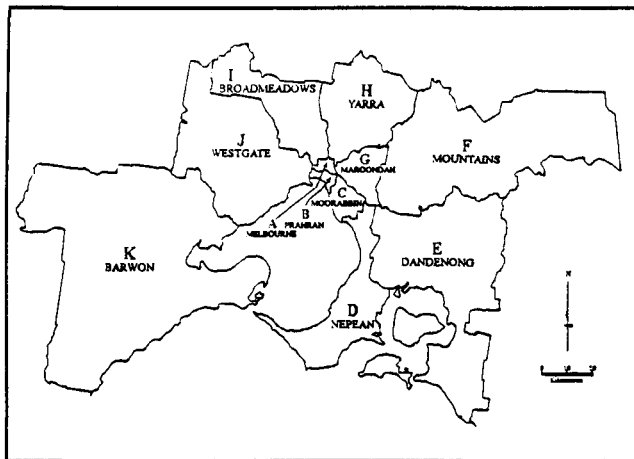 I
BROADMEADOWS
H
YARRA
J
WESTGATE
G
MAROONDAH
F
MOUNTAINS
C
MOORABBIN
B
PRAHRAN
A
MELBOURNE
K
BARWON
E
DANDENONG
D
NEPEAN
N